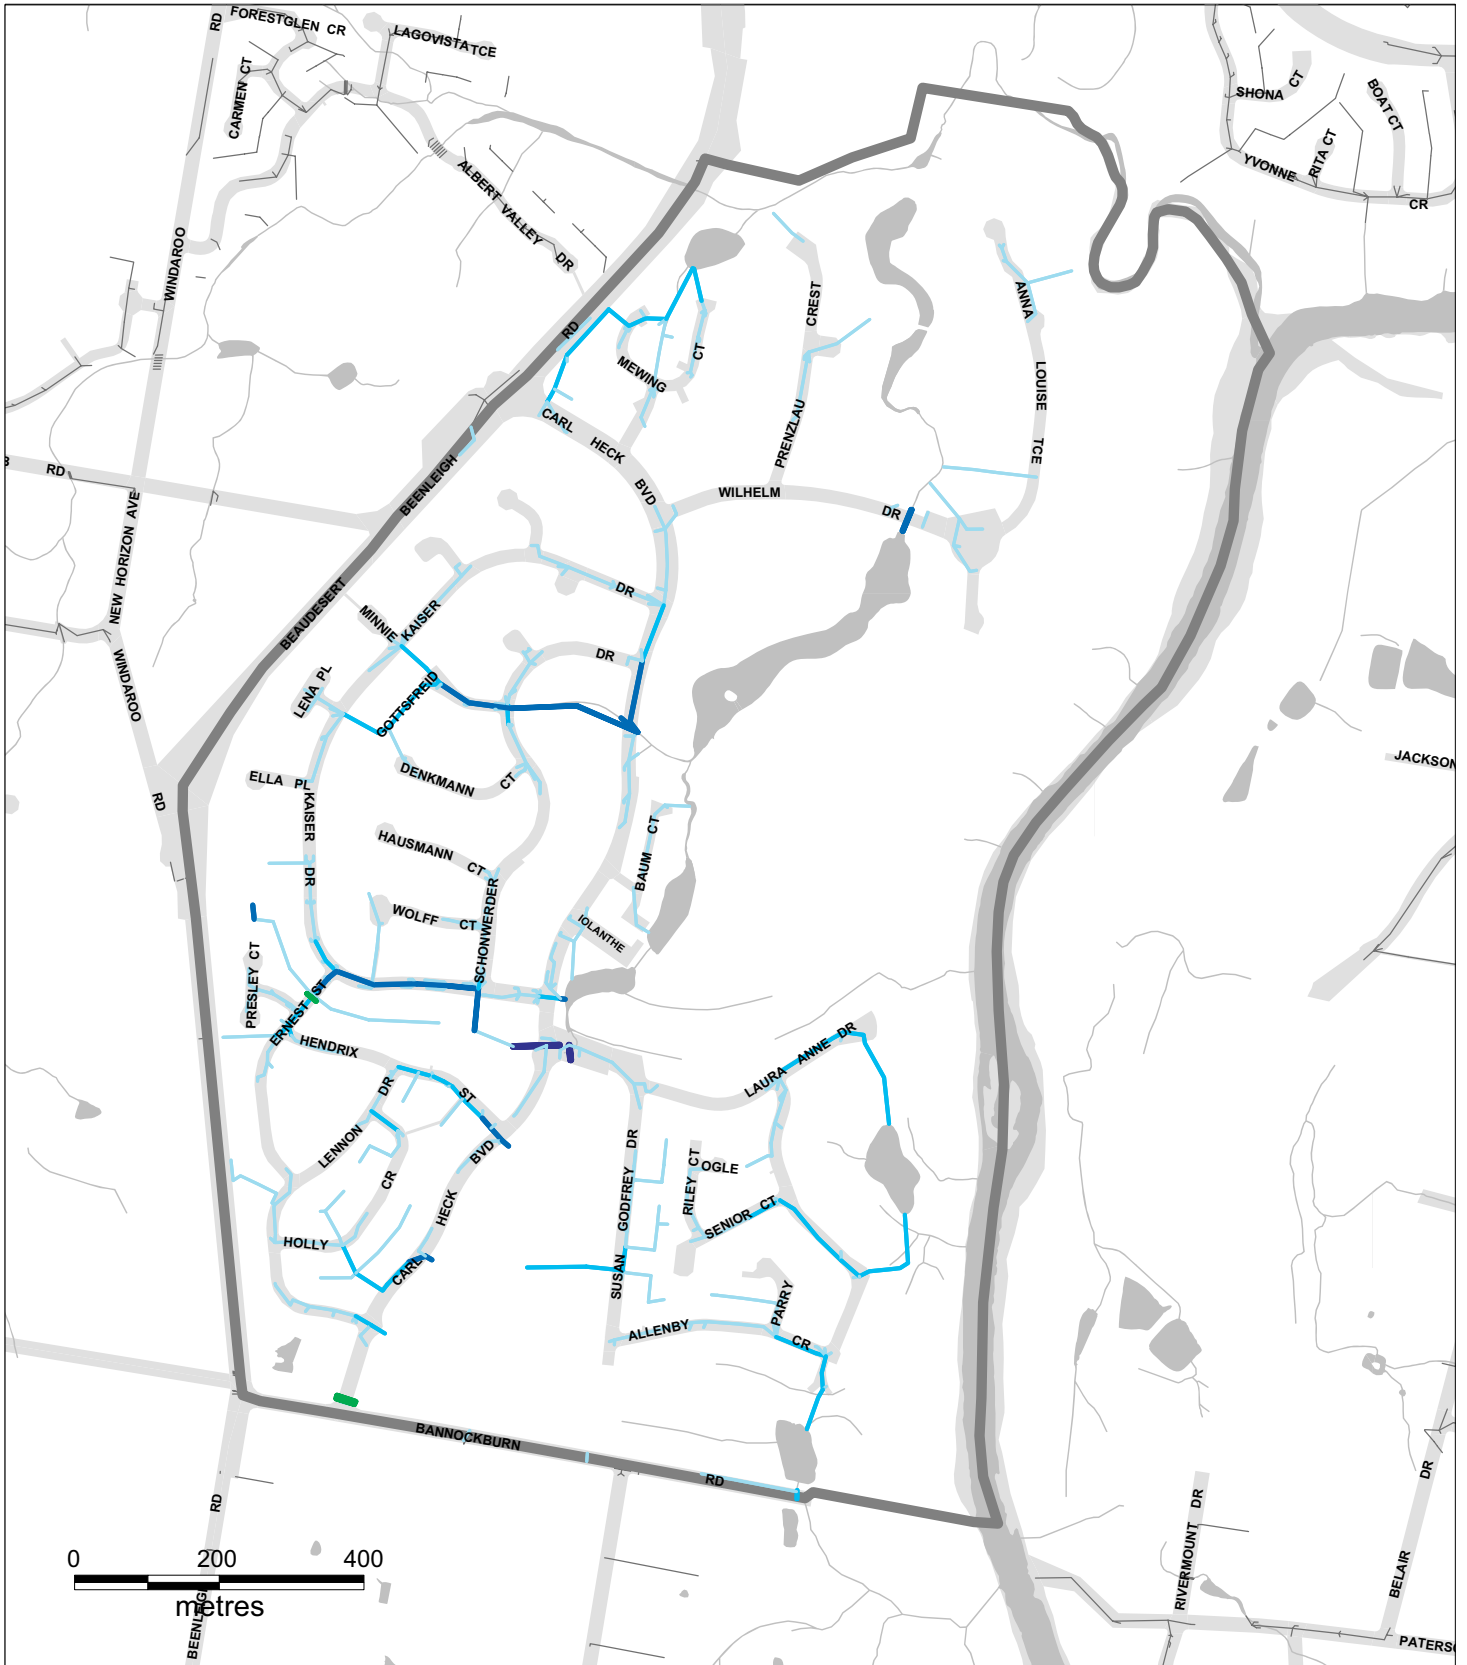 FORESTGLEN CR
RD
LAGOVISTA TCE
CARMEN CT
SHONA CT
BOAT CT
RITA CT
YVONNE
CR
ALBERT VALLEY DR
WINDAROO
ANNA
LOUISE
TCE
CREST
PRENZLAU
RD
MEWING
CT
CARL
HECK
BVD
WILHELM
DR
RD
BEENLEIGH
NEW HORIZON AVE
BEAUDESERT
MINNIE
KAISER
DR
DR
WINDAROO
RD
LENA PL
GOTTSFREID
ELLA PL
DENKMANN CT
JACKSON
KAISER
DR
HAUSMANN CT
BAUM CT
WOLFF CT
SCHONWERDER
IOLANTHE
PRESLEY CT
ERNEST ST
HENDRIX
ST
LAURA ANNE DR
LENNON
DR
BVD
HECK
CARL
CR
HOLLY
SUSAN
GODFREY
DR
RILEY CT
OGLE
SENIOR CT
PARRY
ALLENBY
CR
BANNOCKBURN
RD
RD
BEENLEIGH
RIVERMOUNT DR
BELAIR
DR
PATERS
0 200 400
metres